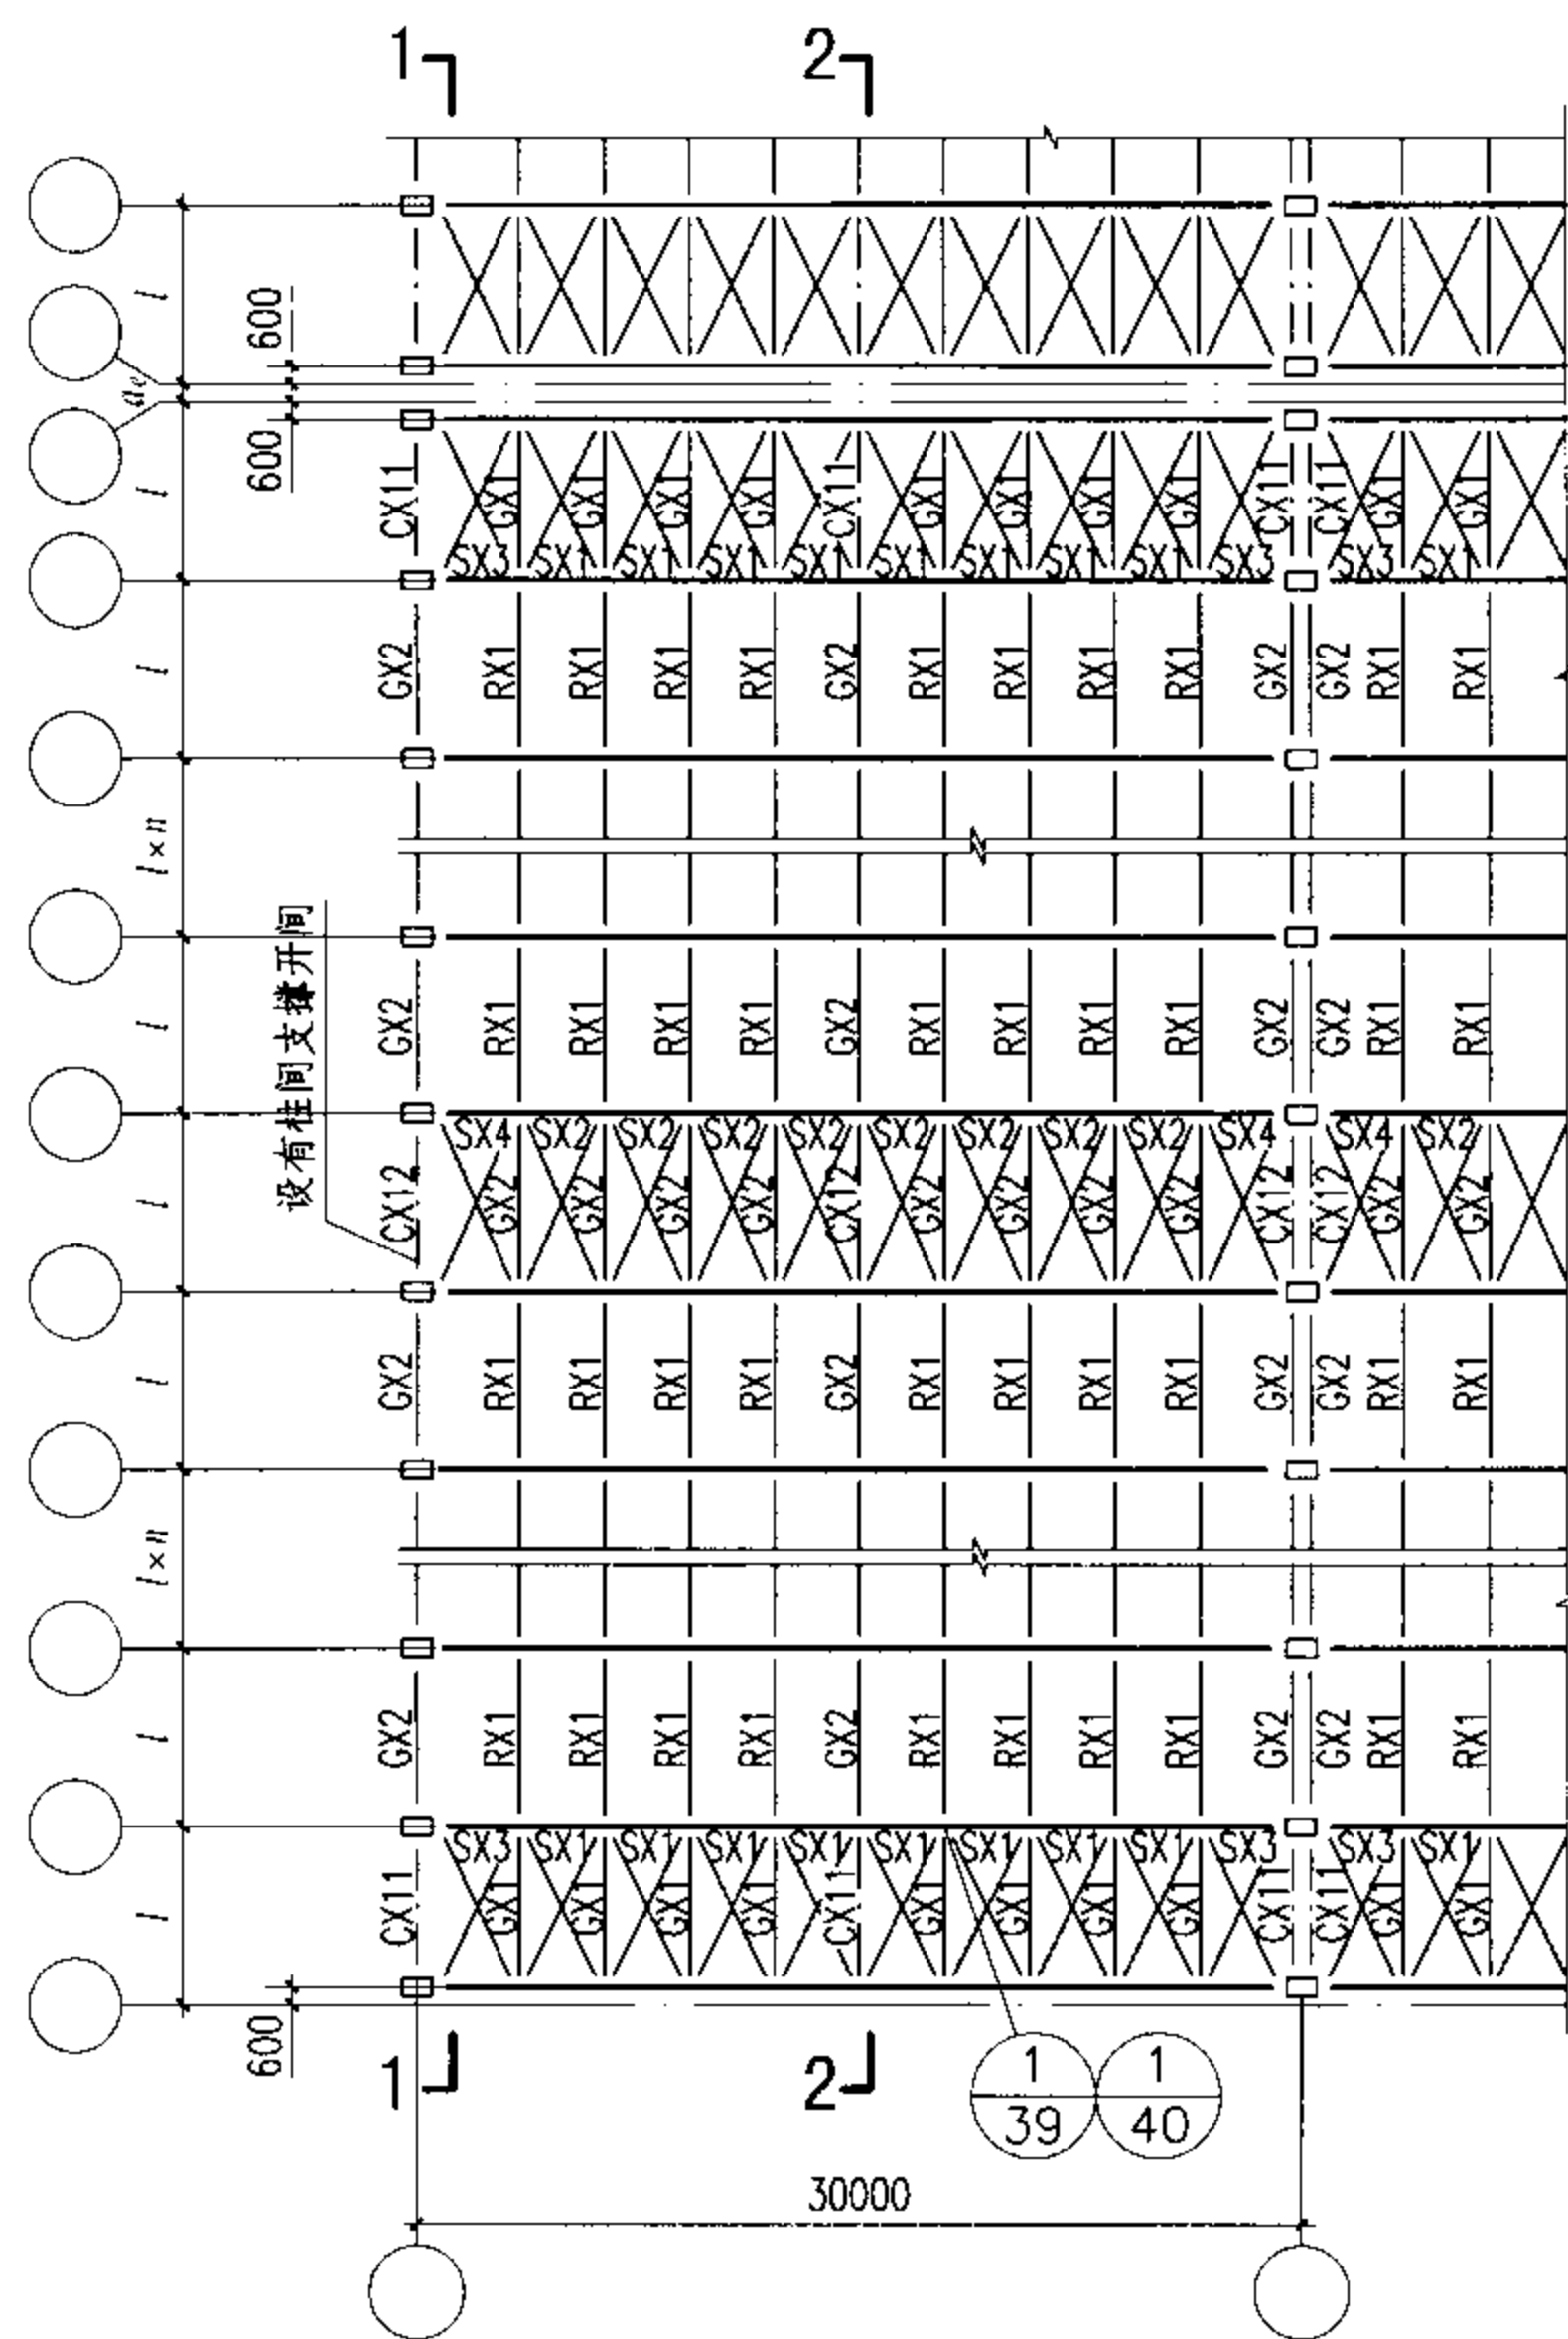 1 2
l 600
ae
600
l CX11 GX1 GX1 GX1 GX1 CX11 GX1 GX1 GX1 GX1 CX11 CX11 GX1 GX1
SX3 SX1 SX1 SX1 SX1 SX1 SX1 SX1 SX1 SX3 SX3 SX1
l GX2 RX1 RX1 RX1 RX1 GX2 RX1 RX1 RX1 RX1 GX2 GX2 RX1 RX1
l×n
设有柱间支撑开间
l GX2 RX1 RX1 RX1 RX1 GX2 RX1 RX1 RX1 RX1 GX2 GX2 RX1 RX1
SX4 SX2 SX2 SX2 SX2 SX2 SX2 SX2 SX2 SX4 SX4 SX2
l CX12 GX2 GX2 GX2 GX2 CX12 GX2 GX2 GX2 GX2 CX12 CX12 GX2 GX2
l GX2 RX1 RX1 RX1 RX1 GX2 RX1 RX1 RX1 RX1 GX2 GX2 RX1 RX1
l×n
l GX2 RX1 RX1 RX1 RX1 GX2 RX1 RX1 RX1 RX1 GX2 GX2 RX1 RX1
SX3 SX1 SX1 SX1 SX1 SX1 SX1 SX1 SX1 SX3 SX3 SX1
l CX11 GX1 GX1 GX1 GX1 CX11 GX1 GX1 GX1 GX1 CX11 CX11 GX1 GX1
600
1 2
1 1
39 40
30000